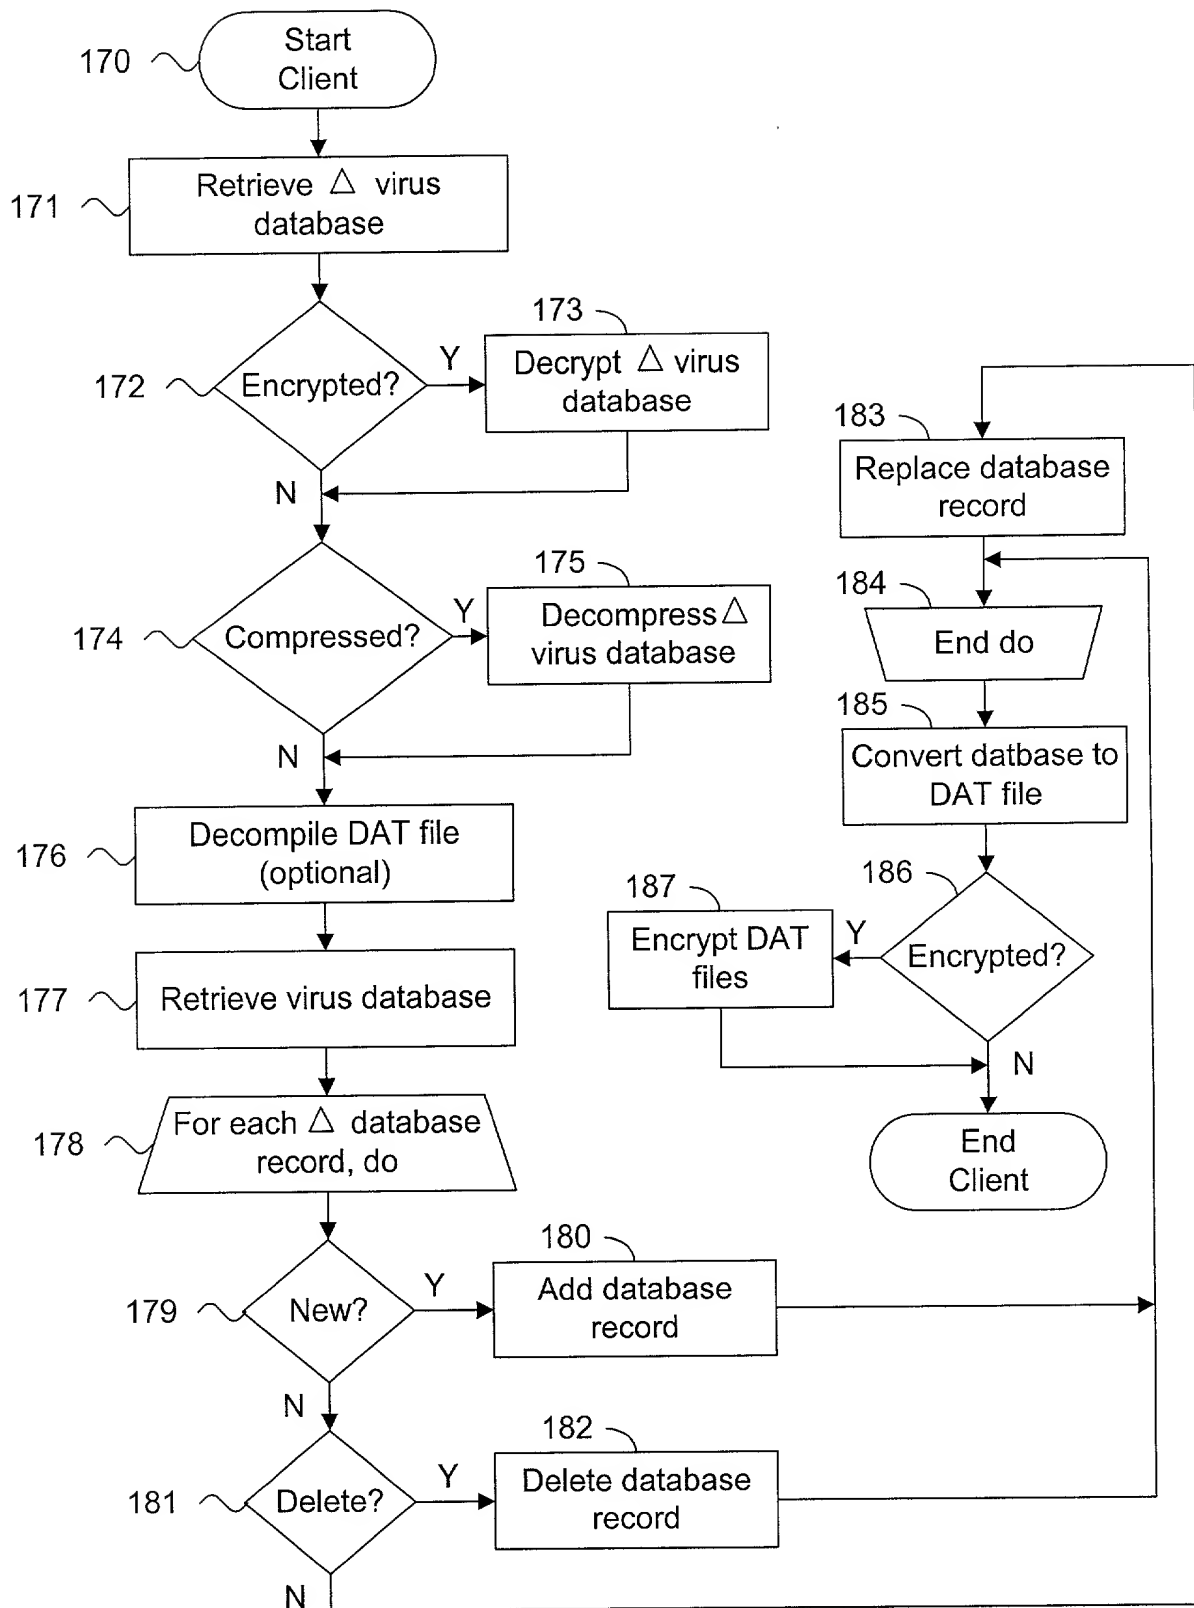 170
Start
Client
171
Retrieve △ virus
database
172
Encrypted?
Y
N
173
Decrypt △ virus
database
174
Compressed?
Y
N
175
Decompress △
virus database
176
Decompile DAT file
(optional)
177
Retrieve virus database
178
For each △ database
record, do
179
New?
Y
N
180
Add database
record
181
Delete?
Y
N
182
Delete database
record
183
Replace database
record
184
End do
185
Convert datbase to
DAT file
186
Encrypted?
Y
N
187
Encrypt DAT
files
End
Client